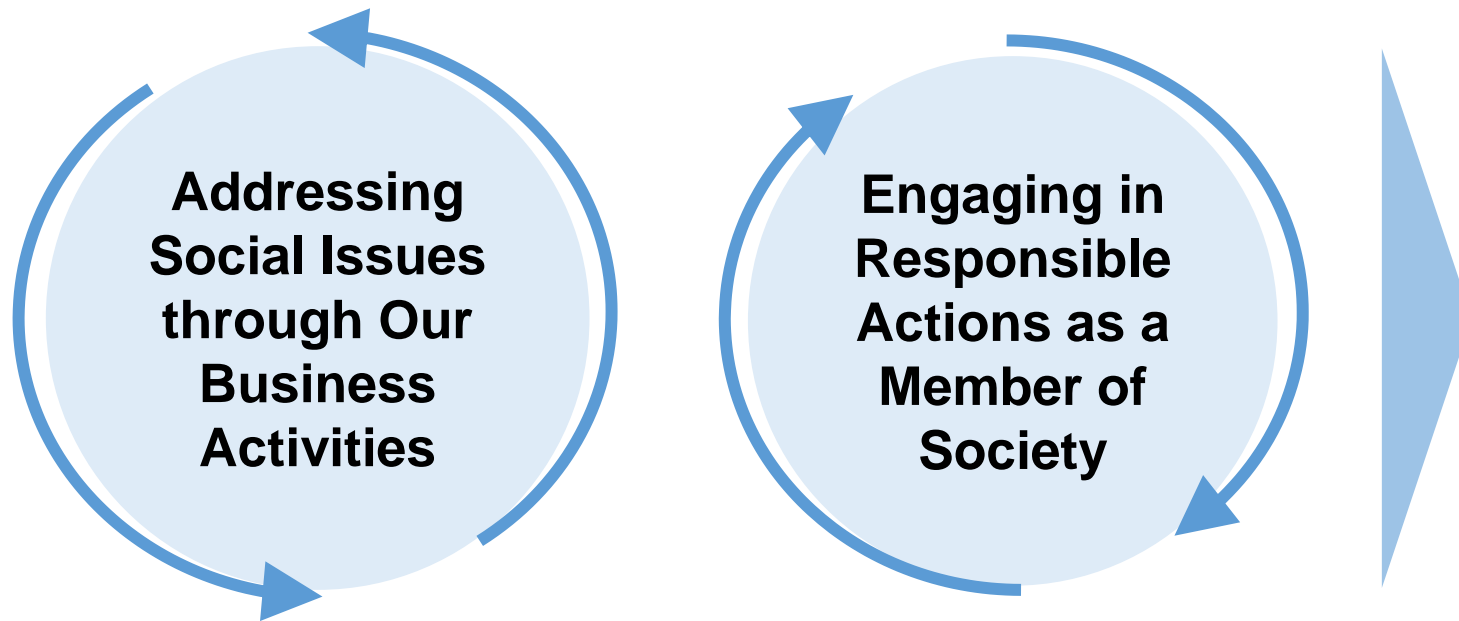 Addressing
Social Issues
through Our
Business
Activities
Engaging in
Responsible
Actions as a
Member of
Society